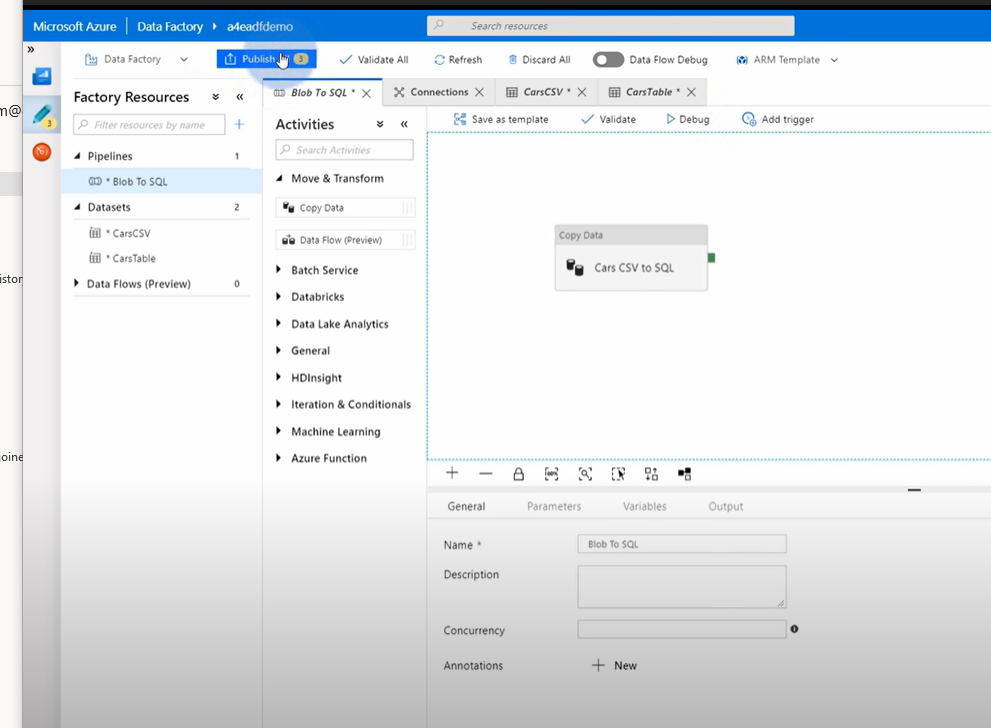 Microsoft Azure | Data Factory a4eadfdemo Search resources
»
Data Factory Publish 3 Validate All Refresh Discard All Data Flow Debug ARM Template
Factory Resources
Filter resources by name
Pipelines 1
* Blob To SQL
Datasets 2
* CarsCSV
* CarsTable
Data Flows (Preview) 0
m@
3
istor
joine
Blob To SQL *
Connections
CarsCSV *
CarsTable *
Activities
Search Activities
Move & Transform
Copy Data
Data Flow (Preview)
Batch Service
Databricks
Data Lake Analytics
General
HDInsight
Iteration & Conditionals
Machine Learning
Azure Function
Save as template Validate Debug Add trigger
Copy Data
Cars CSV to SQL
General Parameters Variables Output
Name * Blob To SQL
Description
Concurrency
Annotations + New